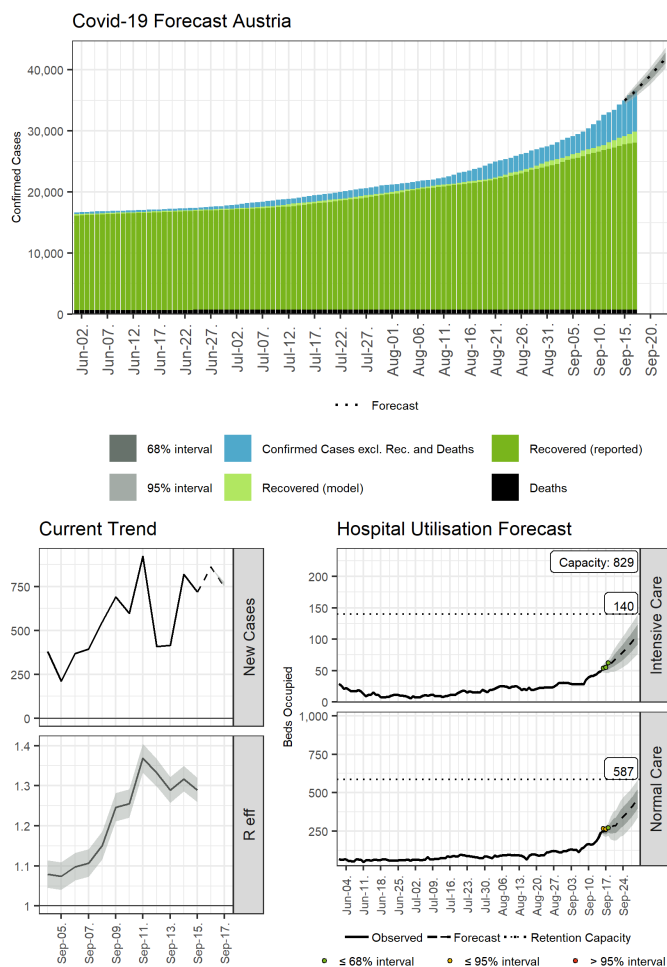 Covid-19 Forecast Austria
Confirmed Cases
40,000
30,000
20,000
10,000
0
Jun-02.
Jun-07.
Jun-12.
Jun-17.
Jun-22.
Jun-27.
Jul-02.
Jul-07.
Jul-12.
Jul-17.
Jul-22.
Jul-27.
Aug-01.
Aug-06.
Aug-11.
Aug-16.
Aug-21.
Aug-26.
Aug-31.
Sep-05.
Sep-10.
Sep-15.
Sep-20.
Forecast
68% interval
Confirmed Cases excl. Rec. and Deaths
Recovered (reported)
95% interval
Recovered (model)
Deaths
Current Trend
New Cases
750
500
250
0
R eff
1.4
1.3
1.2
1.1
1
Sep-05.
Sep-07.
Sep-09.
Sep-11.
Sep-13.
Sep-15.
Sep-17.
Hospital Utilisation Forecast
Beds Occupied
Capacity: 829
140
Intensive Care
200
150
100
50
0
587
Normal Care
1,000
750
500
250
Jun-04.
Jun-11.
Jun-18.
Jun-25.
Jul-02.
Jul-09.
Jul-16.
Jul-23.
Jul-30.
Aug-06.
Aug-13.
Aug-20.
Aug-27.
Sep-03.
Sep-10.
Sep-17.
Sep-24.
Observed
Forecast
Retention Capacity
≤ 68% interval
≤ 95% interval
> 95% interval